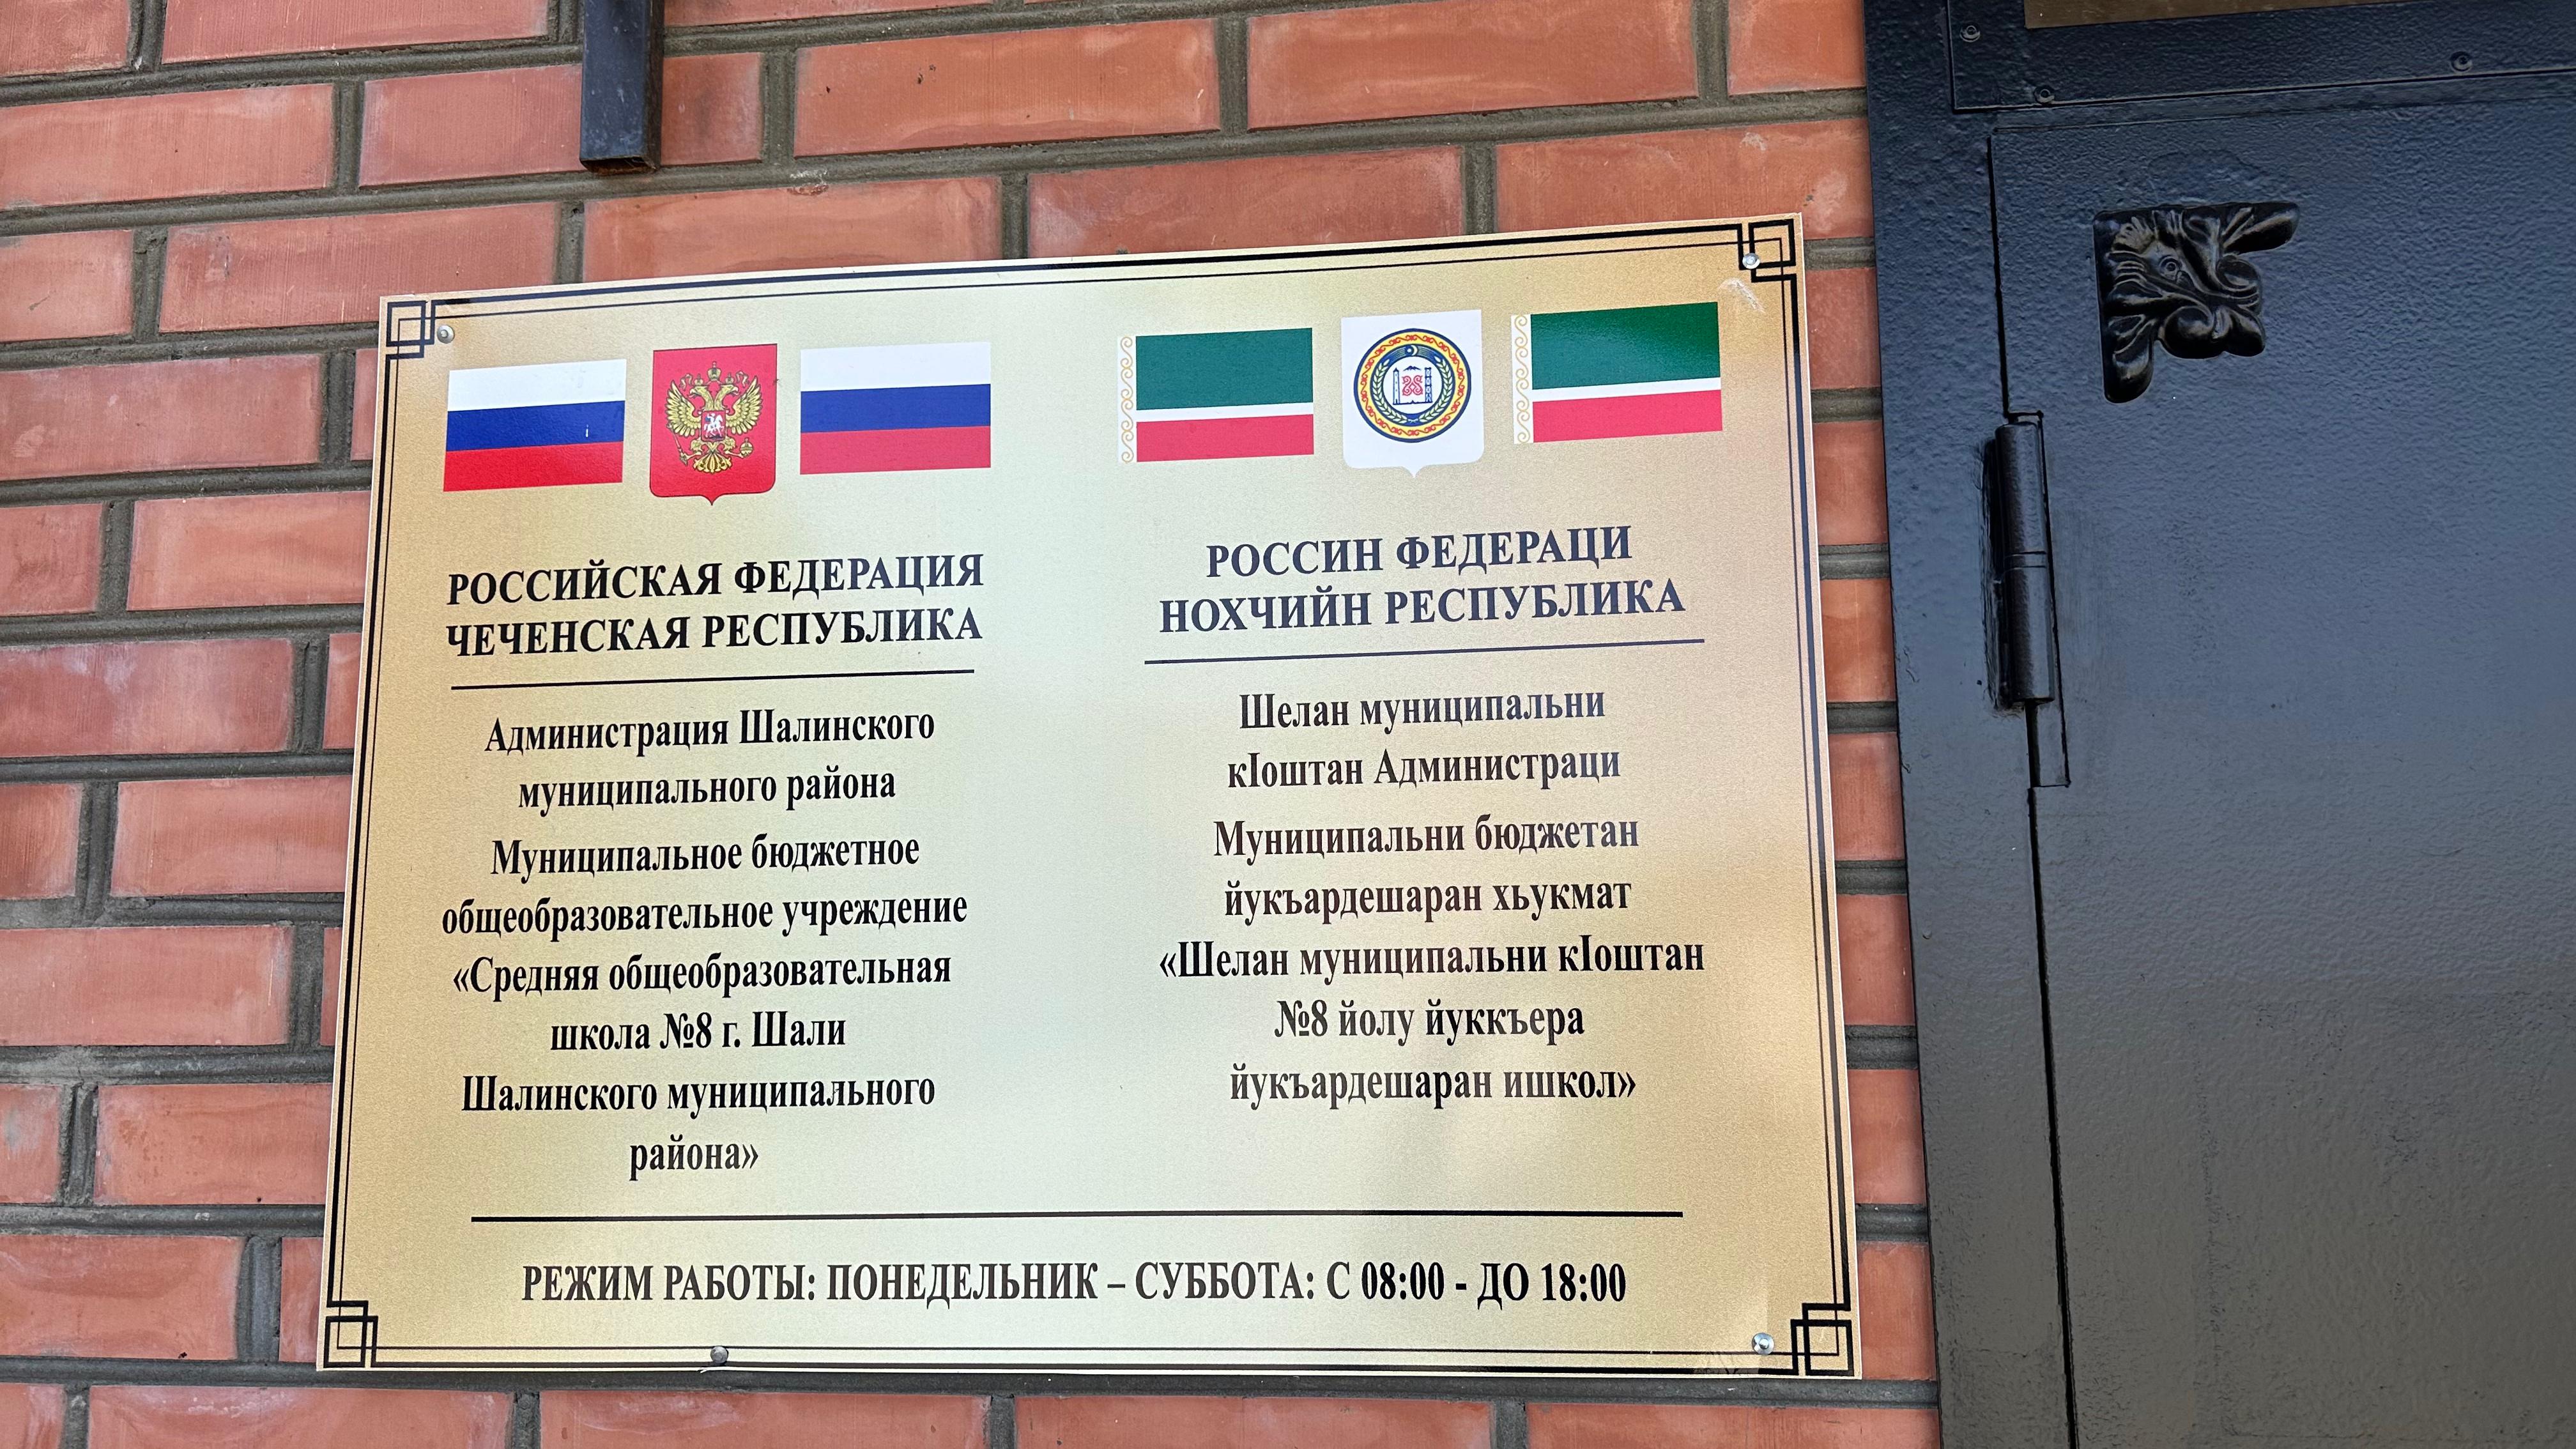 РОССИЙСКАЯ ФЕДЕРАЦИЯ
ЧЕЧЕНСКАЯ РЕСПУБЛИКА
Администрация Шалинского
муниципального района
Муниципальное бюджетное
общеобразовательное учреждение
«Средняя общеобразовательная
школа №8 г. Шали
Шалинского муниципального
района»
РОССИН ФЕДЕРАЦИ
НОХЧИЙН РЕСПУБЛИКА
Шелан муниципальни
кIоштан Администраци
Муниципальни бюджетан
йукъардешаран хьукмат
«Шелан муниципальни кIоштан
№8 йолу йуккъера
йукъардешаран ишкол»
РЕЖИМ РАБОТЫ: ПОНЕДЕЛЬНИК – СУББОТА: С 08:00 - ДО 18:00